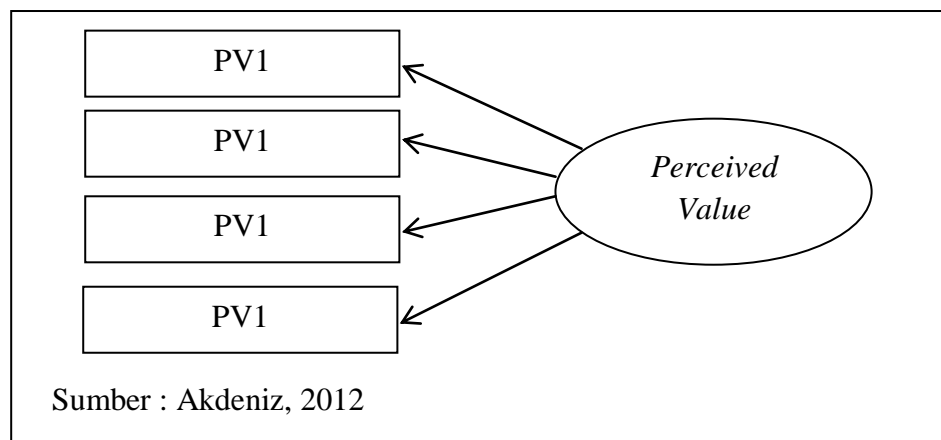 PV1
PV1
PV1
PV1
Perceived
Value
Sumber : Akdeniz, 2012